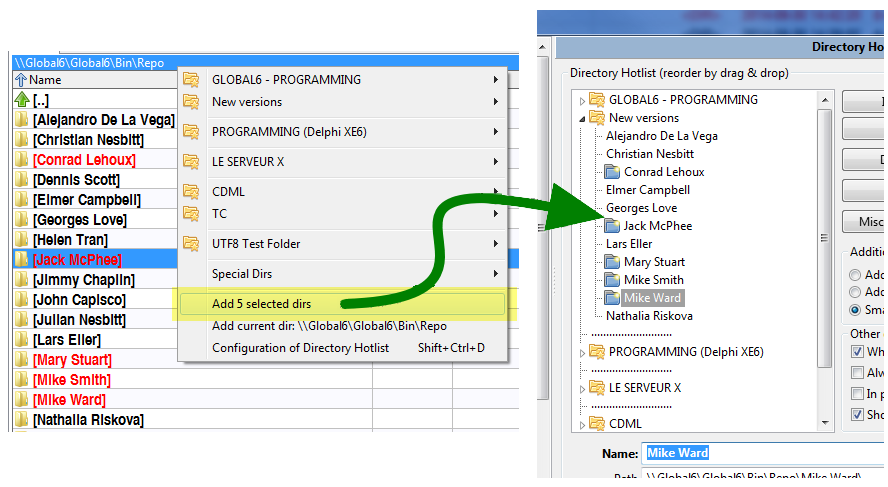 \\Global6\Global6\Bin\Repo
Name
[..]
[Alejandro De La Vega]
[Christian Nesbitt]
[Conrad Lehoux]
[Dennis Scott]
[Elmer Campbell]
[Georges Love]
[Helen Tran]
[Jack McPhee]
[Jimmy Chaplin]
[John Capisco]
[Julian Nesbitt]
[Lars Eller]
[Mary Stuart]
[Mike Smith]
[Mike Ward]
[Nathalia Riskova]
GLOBAL6 - PROGRAMMING
New versions
PROGRAMMING (Delphi XE6)
LE SERVEUR X
CDML
TC
UTF8 Test Folder
Special Dirs
Add 5 selected dirs
Add current dir: \\Global6\Global6\Bin\Repo
Configuration of Directory Hotlist Shift+Ctrl+D
Directory Ho
Directory Hotlist (reorder by drag & drop)
GLOBAL6 - PROGRAMMING
New versions
Alejandro De La Vega
Christian Nesbitt
Conrad Lehoux
Elmer Campbell
Georges Love
Jack McPhee
Lars Eller
Mary Stuart
Mike Smith
Mike Ward
Nathalia Riskova
PROGRAMMING (Delphi XE6)
LE SERVEUR X
CDML
Misc
Additi
Add
Add
Sma
Other
Wh
Alw
In p
Sho
Name: Mike Ward
Path \\Global6\Global6\Bin\Repo\Mike Ward\